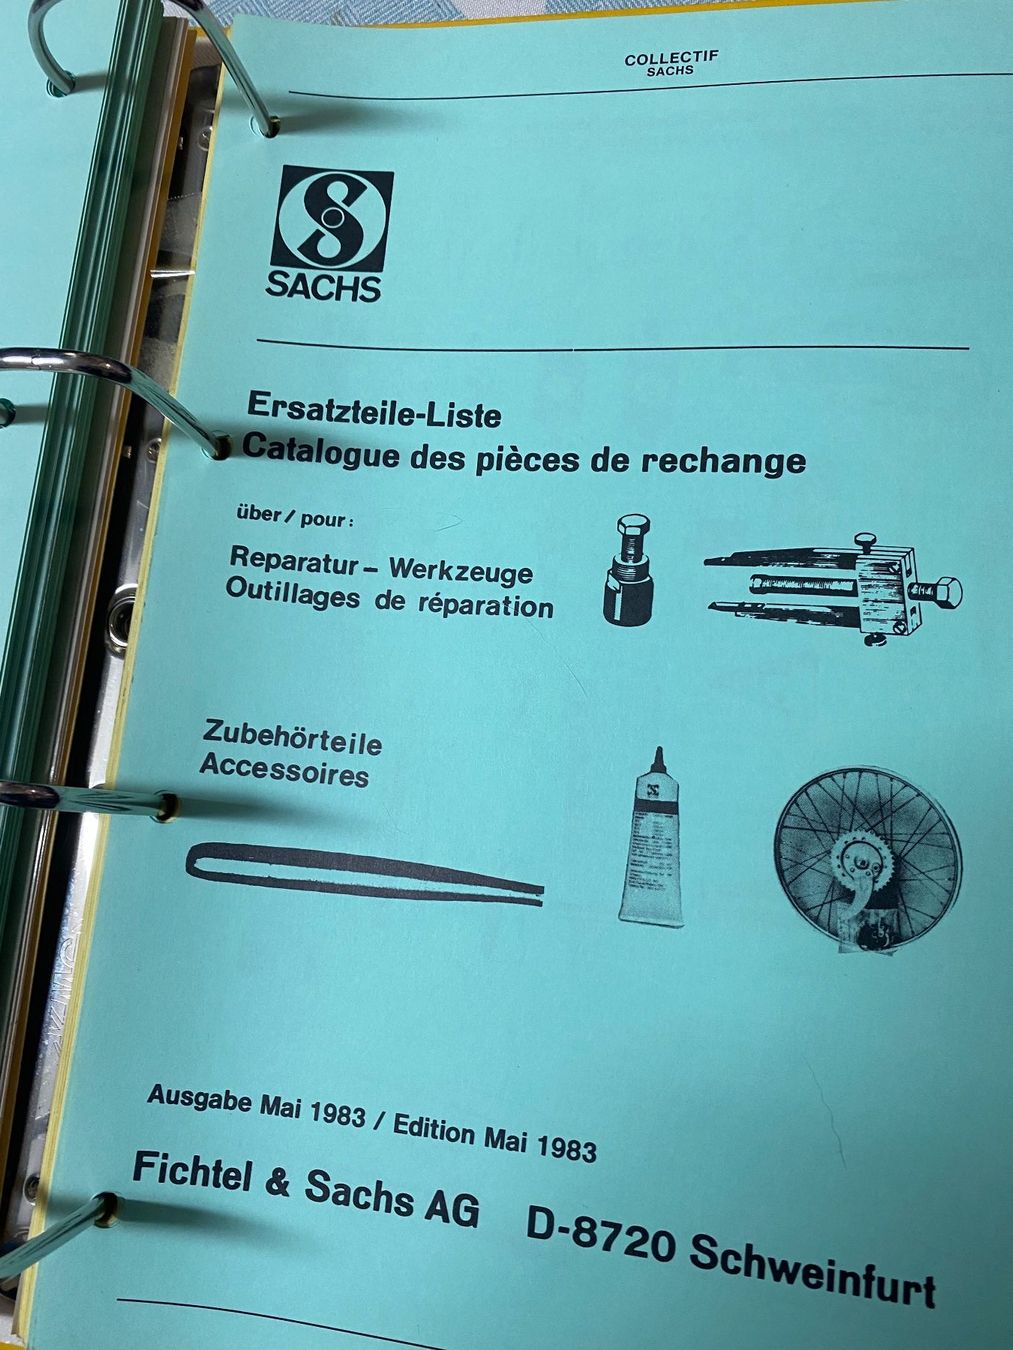 COLLECTIF
SACHS
SACHS
Ersatzteile-Liste
Catalogue des pièces de rechange
über / pour :
Reparatur – Werkzeuge
Outillages de réparation
Zubehörteile
Accessoires
Ausgabe Mai 1983 / Edition Mai 1983
Fichtel & Sachs AG D-8720 Schweinfurt